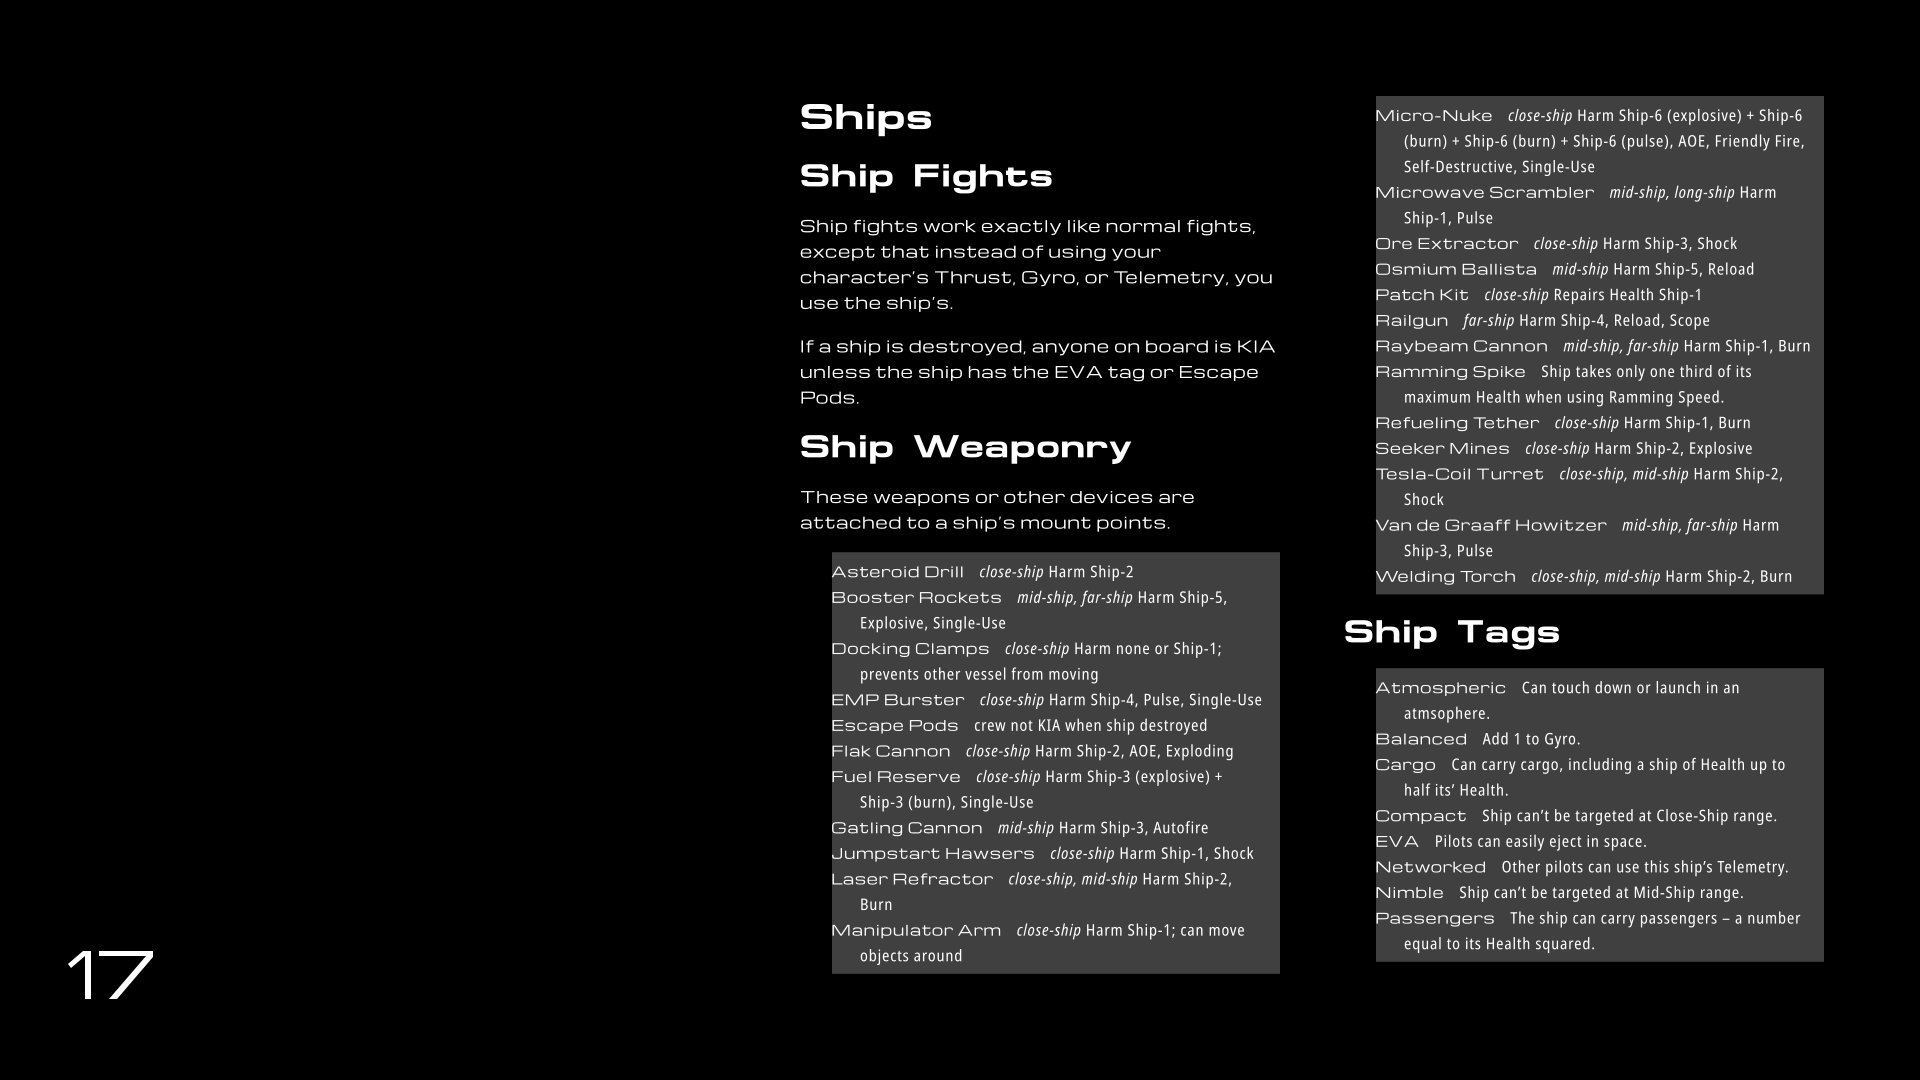 Ships
Ship Fights
Ship fights work exactly like normal fights,
except that instead of using your
character's Thrust, Gyro, or Telemetry, you
use the ship's.
If a ship is destroyed, anyone on board is KIA
unless the ship has the EVA tag or Escape
Pods.
Ship Weaponry
These weapons or other devices are
attached to a ship's mount points.
Asteroid Drill close-ship Harm Ship-2
Booster Rockets mid-ship, far-ship Harm Ship-5,
Explosive, Single-Use
Docking Clamps close-ship Harm none or Ship-1;
prevents other vessel from moving
EMP Burster close-ship Harm Ship-4, Pulse, Single-Use
Escape Pods crew not KIA when ship destroyed
Flak Cannon close-ship Harm Ship-2, AOE, Exploding
Fuel Reserve close-ship Harm Ship-3 (explosive) +
Ship-3 (burn), Single-Use
Gatling Cannon mid-ship Harm Ship-3, Autofire
Jumpstart Hawsers close-ship Harm Ship-1, Shock
Laser Refractor close-ship, mid-ship Harm Ship-2,
Burn
Manipulator Arm close-ship Harm Ship-1; can move
objects around
Micro-Nuke close-ship Harm Ship-6 (explosive) + Ship-6
(burn) + Ship-6 (burn) + Ship-6 (pulse), AOE, Friendly Fire,
Self-Destructive, Single-Use
Microwave Scrambler mid-ship, long-ship Harm
Ship-1, Pulse
Ore Extractor close-ship Harm Ship-3, Shock
Osmium Ballista mid-ship Harm Ship-5, Reload
Patch Kit close-ship Repairs Health Ship-1
Railgun far-ship Harm Ship-4, Reload, Scope
Raybeam Cannon mid-ship, far-ship Harm Ship-1, Burn
Ramming Spike Ship takes only one third of its
maximum Health when using Ramming Speed.
Refueling Tether close-ship Harm Ship-1, Burn
Seeker Mines close-ship Harm Ship-2, Explosive
Tesla-Coil Turret close-ship, mid-ship Harm Ship-2,
Shock
Van de Graaff Howitzer mid-ship, far-ship Harm
Ship-3, Pulse
Welding Torch close-ship, mid-ship Harm Ship-2, Burn
Ship Tags
Atmospheric Can touch down or launch in an
atmsophere.
Balanced Add 1 to Gyro.
Cargo Can carry cargo, including a ship of Health up to
half its' Health.
Compact Ship can't be targeted at Close-Ship range.
EVA Pilots can easily eject in space.
Networked Other pilots can use this ship's Telemetry.
Nimble Ship can't be targeted at Mid-Ship range.
Passengers The ship can carry passengers – a number
equal to its Health squared.
17